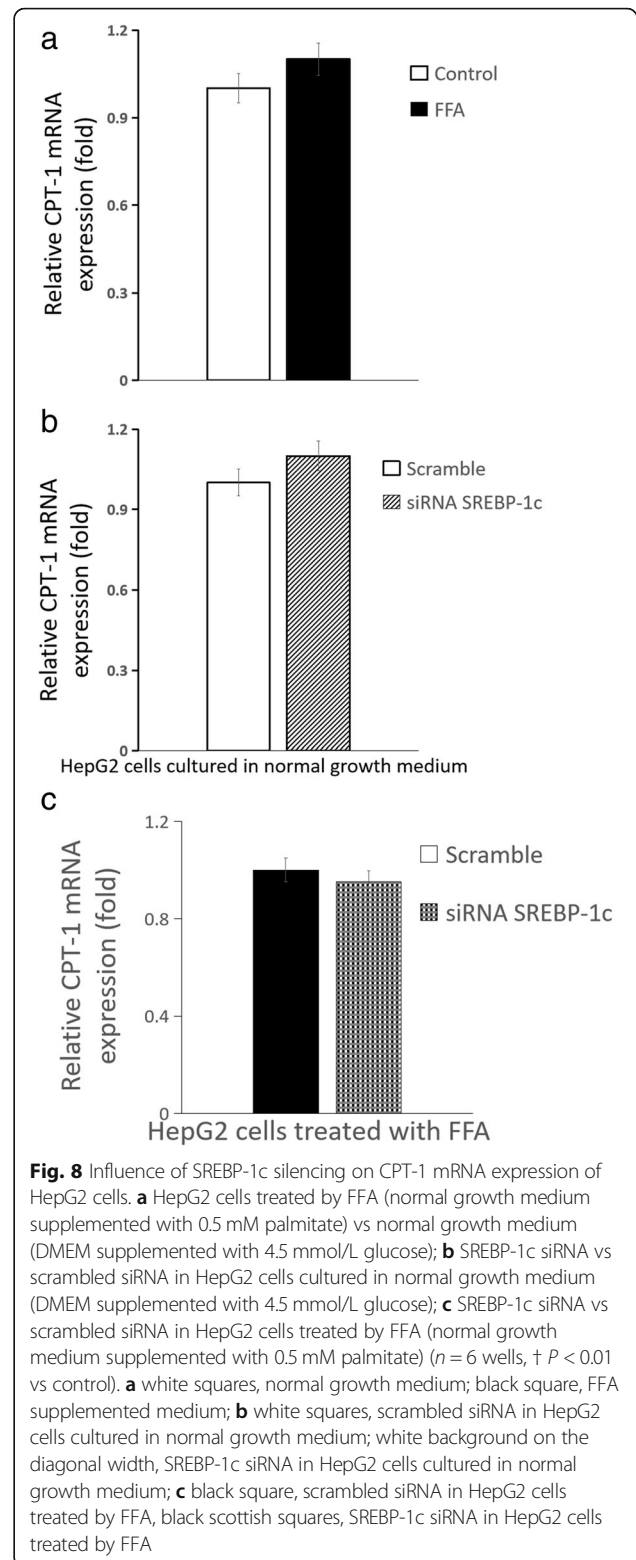 a
1.2
0.9
0.6
0.3
0
Relative CPT-1 mRNA
expression (fold)
Control
FFA
b
1.2
0.9
0.6
0.3
0
Relative CPT-1 mRNA
expression (fold)
Scramble
siRNA SREBP-1c
HepG2 cells cultured in normal growth medium
c
1.2
0.8
0.4
0
Relative CPT-1 mRNA
expression (fold)
Scramble
siRNA SREBP-1c
HepG2 cells treated with FFA
Fig. 8 Influence of SREBP-1c silencing on CPT-1 mRNA expression of
HepG2 cells. a HepG2 cells treated by FFA (normal growth medium
supplemented with 0.5 mM palmitate) vs normal growth medium
(DMEM supplemented with 4.5 mmol/L glucose); b SREBP-1c siRNA vs
scrambled siRNA in HepG2 cells cultured in normal growth medium
(DMEM supplemented with 4.5 mmol/L glucose); c SREBP-1c siRNA vs
scrambled siRNA in HepG2 cells treated by FFA (normal growth
medium supplemented with 0.5 mM palmitate) (n = 6 wells, † P < 0.01
vs control). a white squares, normal growth medium; black square, FFA
supplemented medium; b white squares, scrambled siRNA in HepG2
cells cultured in normal growth medium; white background on the
diagonal width, SREBP-1c siRNA in HepG2 cells cultured in normal
growth medium; c black square, scrambled siRNA in HepG2 cells
treated by FFA, black scottish squares, SREBP-1c siRNA in HepG2 cells
treated by FFA